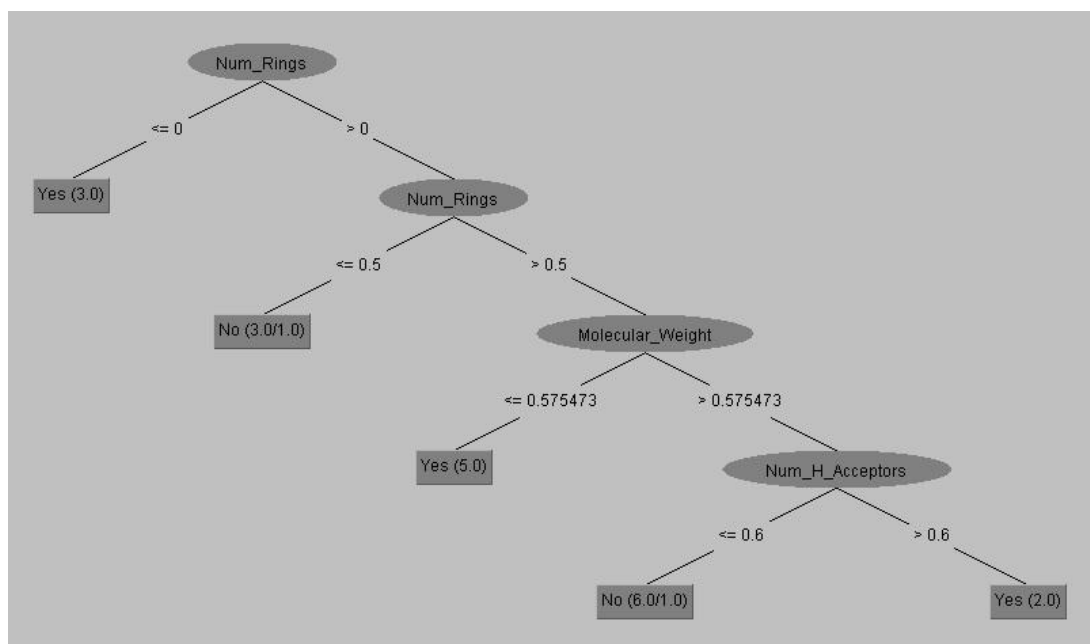 Num_Rings
<= 0
> 0
Yes (3.0)
Num_Rings
<= 0.5
> 0.5
No (3.0/1.0)
Molecular_Weight
<= 0.575473
> 0.575473
Yes (5.0)
Num_H_Acceptors
<= 0.6
> 0.6
No (6.0/1.0)
Yes (2.0)